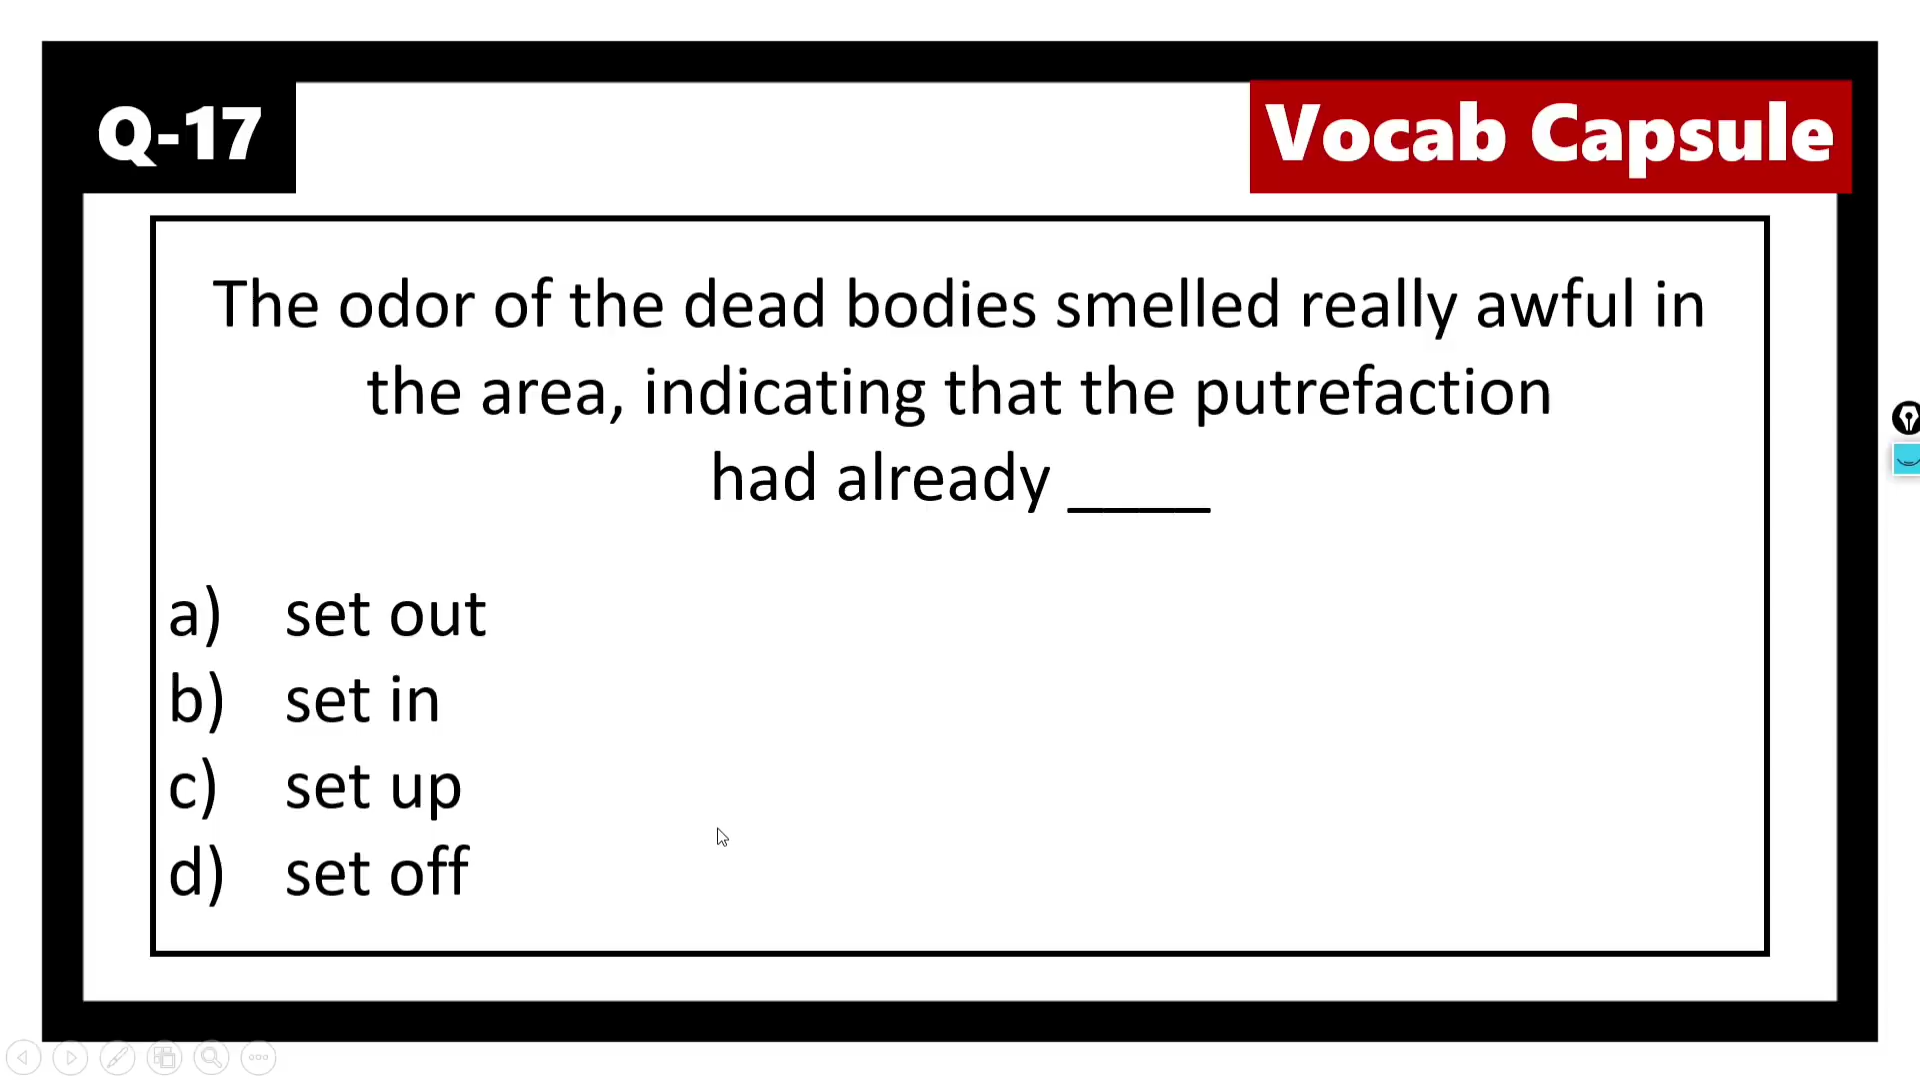 Q-17
Vocab Capsule
The odor of the dead bodies smelled really awful in
the area, indicating that the putrefaction
had already ____
a) set out
b) set in
c) set up
d) set off